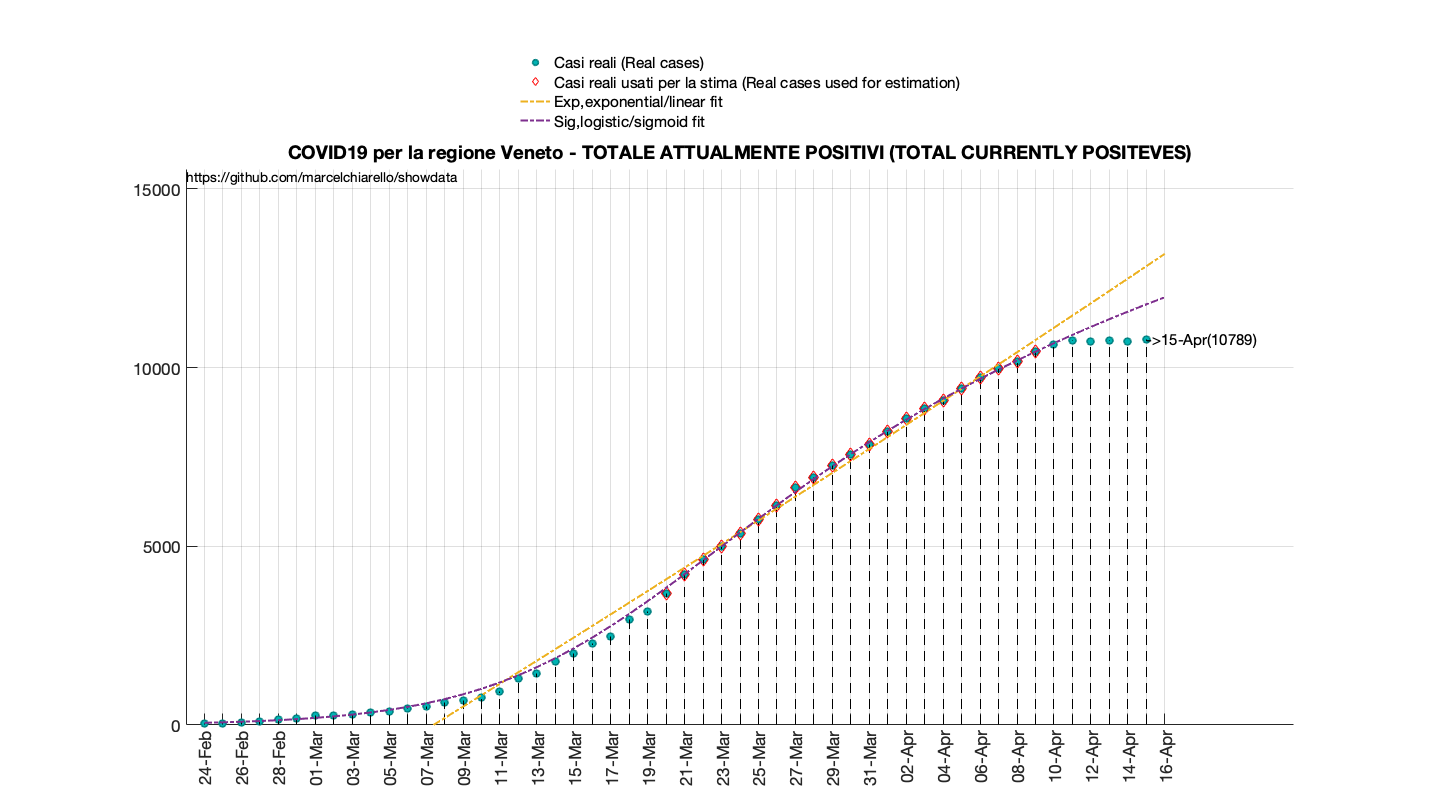 Casi reali (Real cases)
Casi reali usati per la stima (Real cases used for estimation)
Exp,exponential/linear fit
Sig,logistic/sigmoid fit
COVID19 per la regione Veneto - TOTALE ATTUALMENTE POSITIVI (TOTAL CURRENTLY POSITEVES)
https://github.com/marcelchiarello/showdata
15000
10000
5000
0
->15-Apr(10789)
24-Feb
26-Feb
28-Feb
01-Mar
03-Mar
05-Mar
07-Mar
09-Mar
11-Mar
13-Mar
15-Mar
17-Mar
19-Mar
21-Mar
23-Mar
25-Mar
27-Mar
29-Mar
31-Mar
02-Apr
04-Apr
06-Apr
08-Apr
10-Apr
12-Apr
14-Apr
16-Apr